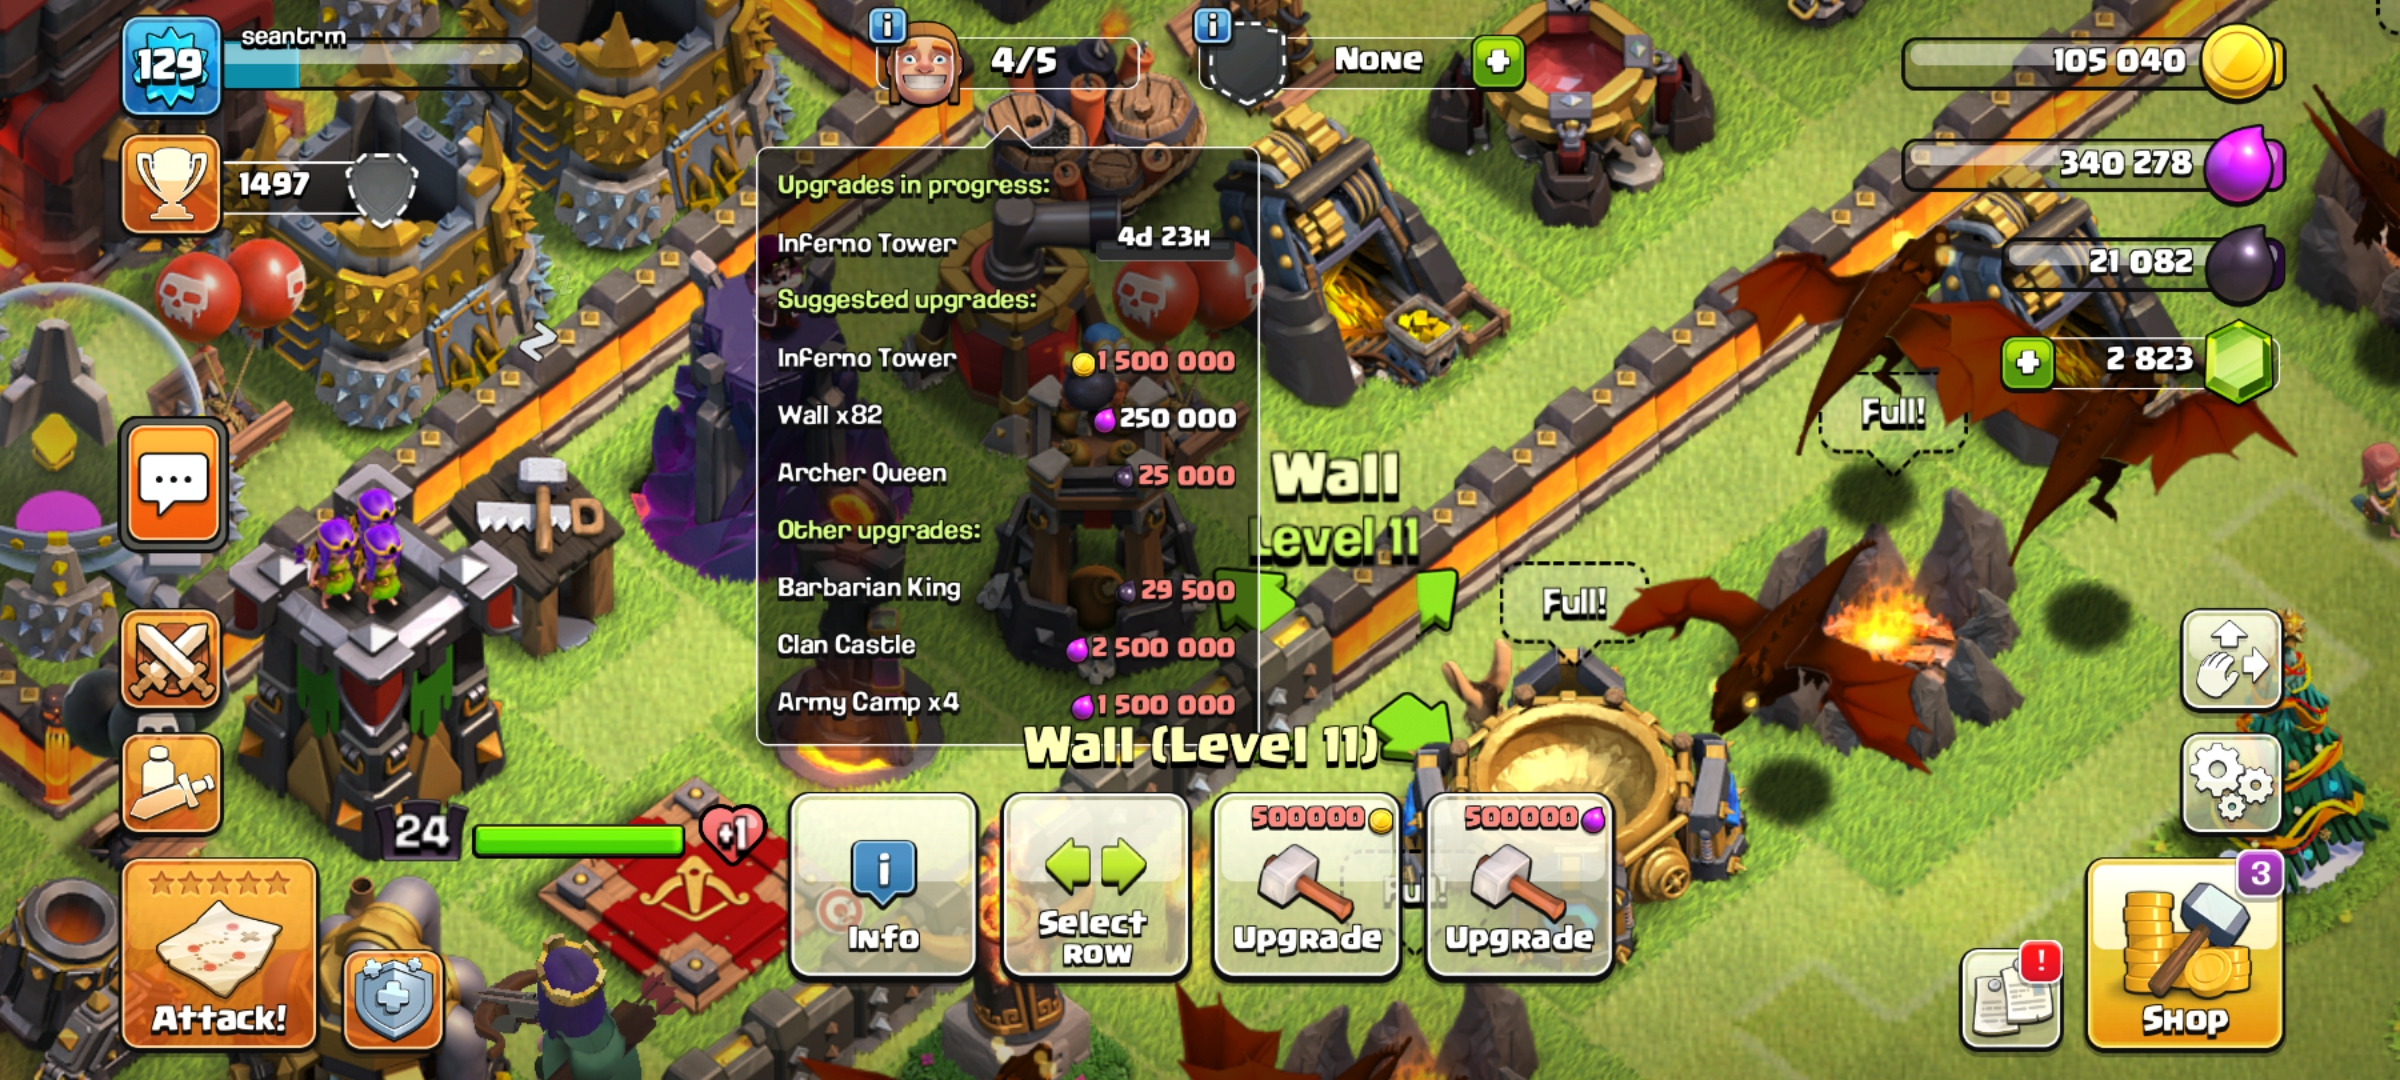 129
seantrm
4/5
None
105 040
1497
340 278
21 082
2 823
Upgrades in progress:
Inferno Tower 4d 23H
Suggested upgrades:
Inferno Tower 1 500 000
Wall x82 250 000
Archer Queen 25 000
Other upgrades:
Barbarian King 29 500
Clan Castle 2 500 000
Army Camp x4 1 500 000
Z
Full!
Wall
Level 11
Full!
Wall (Level 11)
24
+1
Info
Select
Row
500000
Upgrade
500000
Upgrade
Full!
Attack!
3
!
Shop